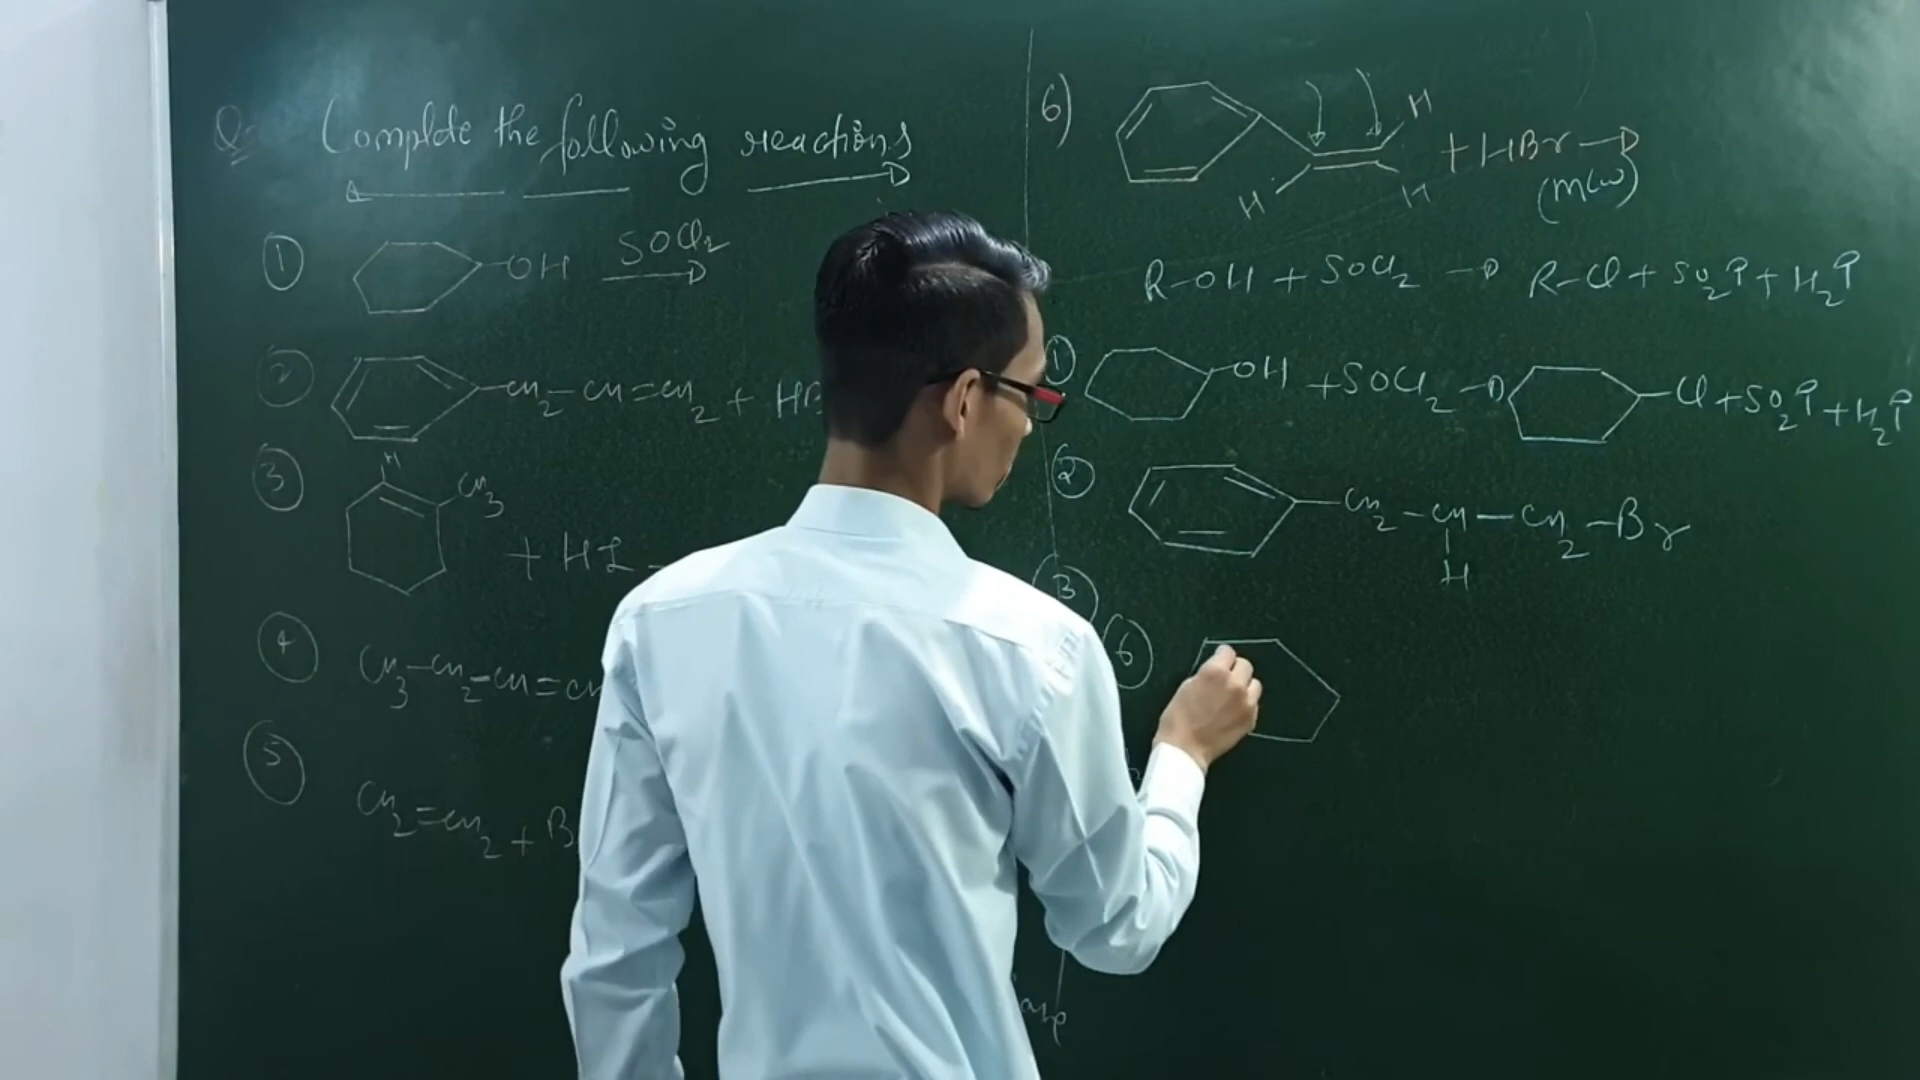 Q:- Complete the following reactions
① -OH SOCl₂ →
② -CH₂-CH=CH₂ + HB
③ H CH₃ + HI -
④ CH₃-CH₂-CH=CH
⑤ CH₂=CH₂ + B
6) H H H + HBr →
(MCQ)
R-OH + SOCl₂ → R-Cl + SO₂↑ + H₂↑
① -OH + SOCl₂ → -Cl + SO₂↑ + H₂↑
② -CH₂-CH-CH₂-Br
H
③
⑥